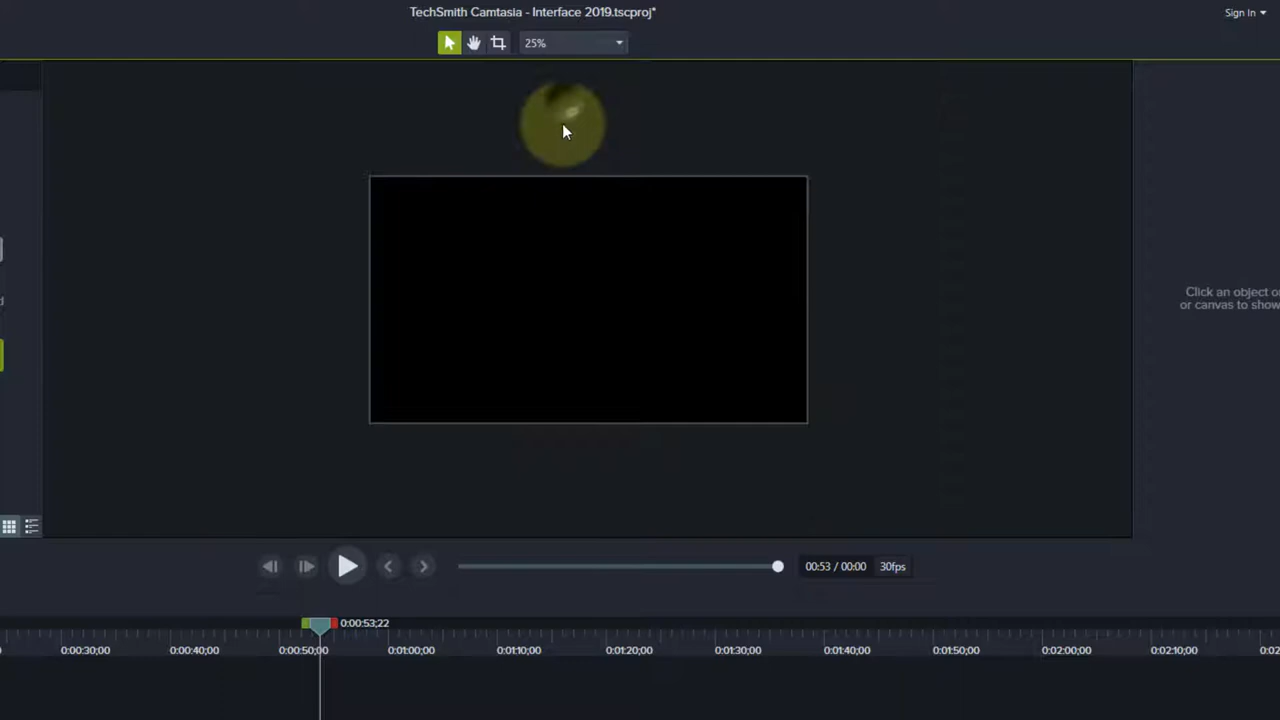 TechSmith Camtasia - Interface 2019.tscproj*
Sign In
25%
Click an object
or canvas to show
00:53 / 00:00
30fps
0:00:53;22
0:00:30;00
0:00:40;00
0:00:50;00
0:01:00;00
0:01:10;00
0:01:20;00
0:01:30;00
0:01:40;00
0:01:50;00
0:02:00;00
0:02:10;00